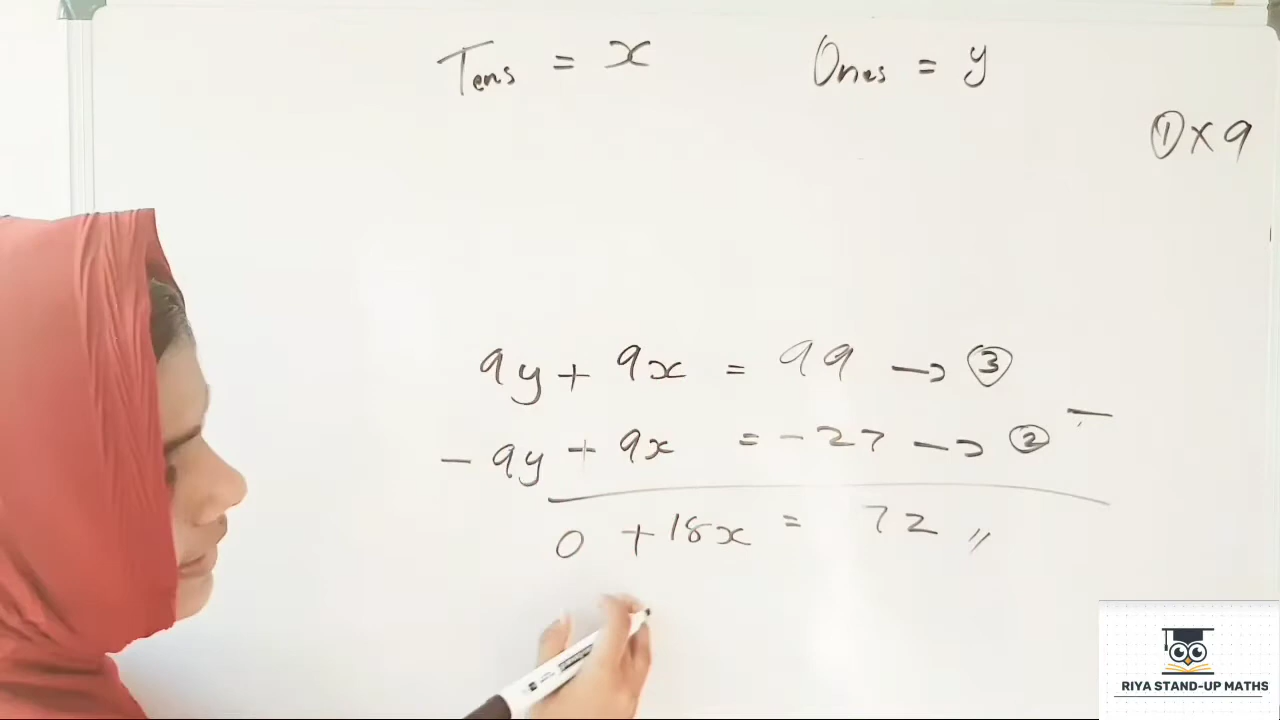 Tens = x Ones = y
① × 9
9y + 9x = 99 → ③
- 9y + 9x = - 27 → ② -
0 + 18x = 72 //
RIYA STAND-UP MATHS